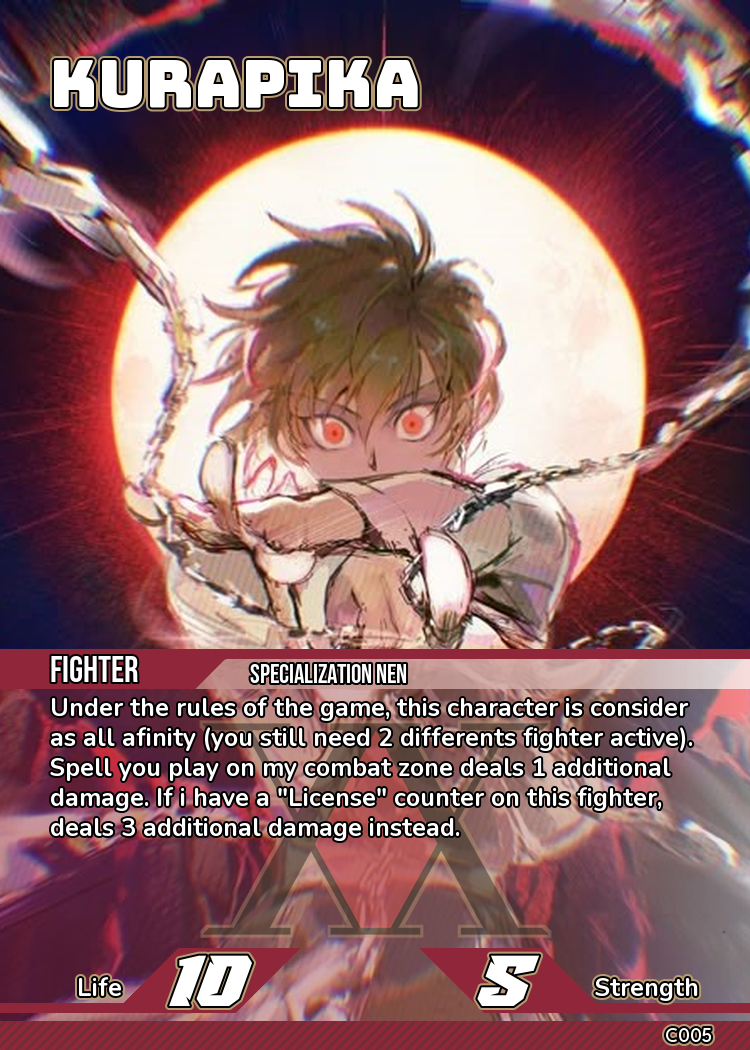 KURAPIKA
FIGHTER
SPECIALIZATION NEN
Under the rules of the game, this character is consider
as all afinity (you still need 2 differents fighter active).
Spell you play on my combat zone deals 1 additional
damage. If i have a "License" counter on this fighter,
deals 3 additional damage instead.
Life 10 5 Strength
C005